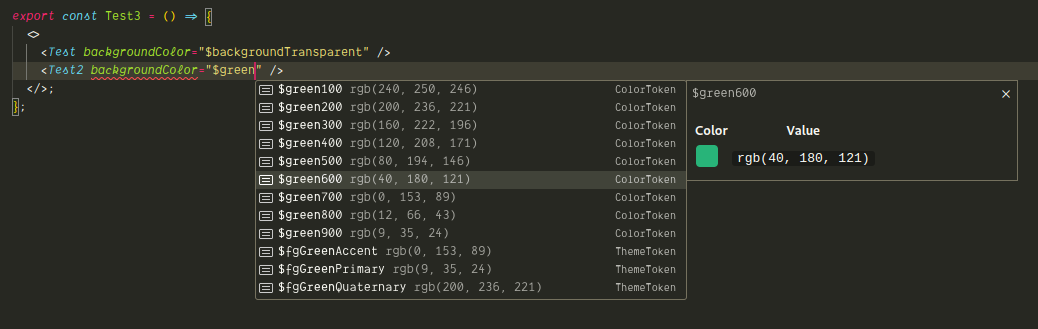 export const Test3 = () => {
<>
<Test backgroundColor="$backgroundTransparent" />
<Test2 backgroundColor="$green" />
</>;
};
$green100 rgb(240, 250, 246) ColorToken
$green200 rgb(200, 236, 221) ColorToken
$green300 rgb(160, 222, 196) ColorToken
$green400 rgb(120, 208, 171) ColorToken
$green500 rgb(80, 194, 146) ColorToken
$green600 rgb(40, 180, 121) ColorToken
$green700 rgb(0, 153, 89) ColorToken
$green800 rgb(12, 66, 43) ColorToken
$green900 rgb(9, 35, 24) ColorToken
$fgGreenAccent rgb(0, 153, 89) ThemeToken
$fgGreenPrimary rgb(9, 35, 24) ThemeToken
$fgGreenQuaternary rgb(200, 236, 221) ThemeToken
$green600 ×
Color Value
rgb(40, 180, 121)